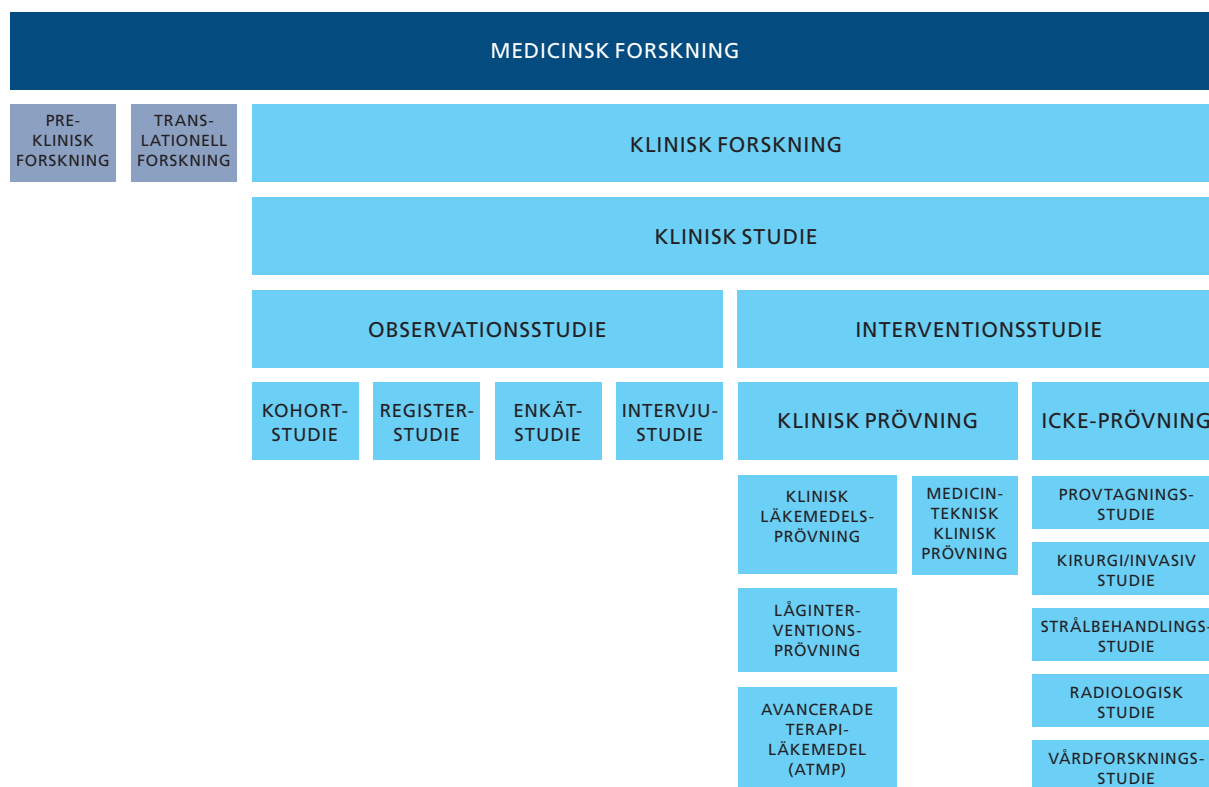 MEDICINSK FORSKNING
PRE-
KLINISK
FORSKNING
TRANS-
LATIONELL
FORSKNING
KLINISK FORSKNING
KLINISK STUDIE
OBSERVATIONSSTUDIE
INTERVENTIONSSTUDIE
KOHORT-
STUDIE
REGISTER-
STUDIE
ENKÄT-
STUDIE
INTERVJU-
STUDIE
KLINISK PRÖVNING
ICKE-PRÖVNING
KLINISK
LÄKEMEDELS-
PRÖVNING
MEDICIN-
TEKNISK
KLINISK
PRÖVNING
PROVTAGNINGS-
STUDIE
KIRURGI/INVASIV
STUDIE
LÅGINTER-
VENTIONS-
PRÖVNING
STRÅLBEHANDLINGS-
STUDIE
RADIOLOGISK
STUDIE
AVANCERADE
TERAPI-
LÄKEMEDEL
(ATMP)
VÅRDFORSKNINGS-
STUDIE